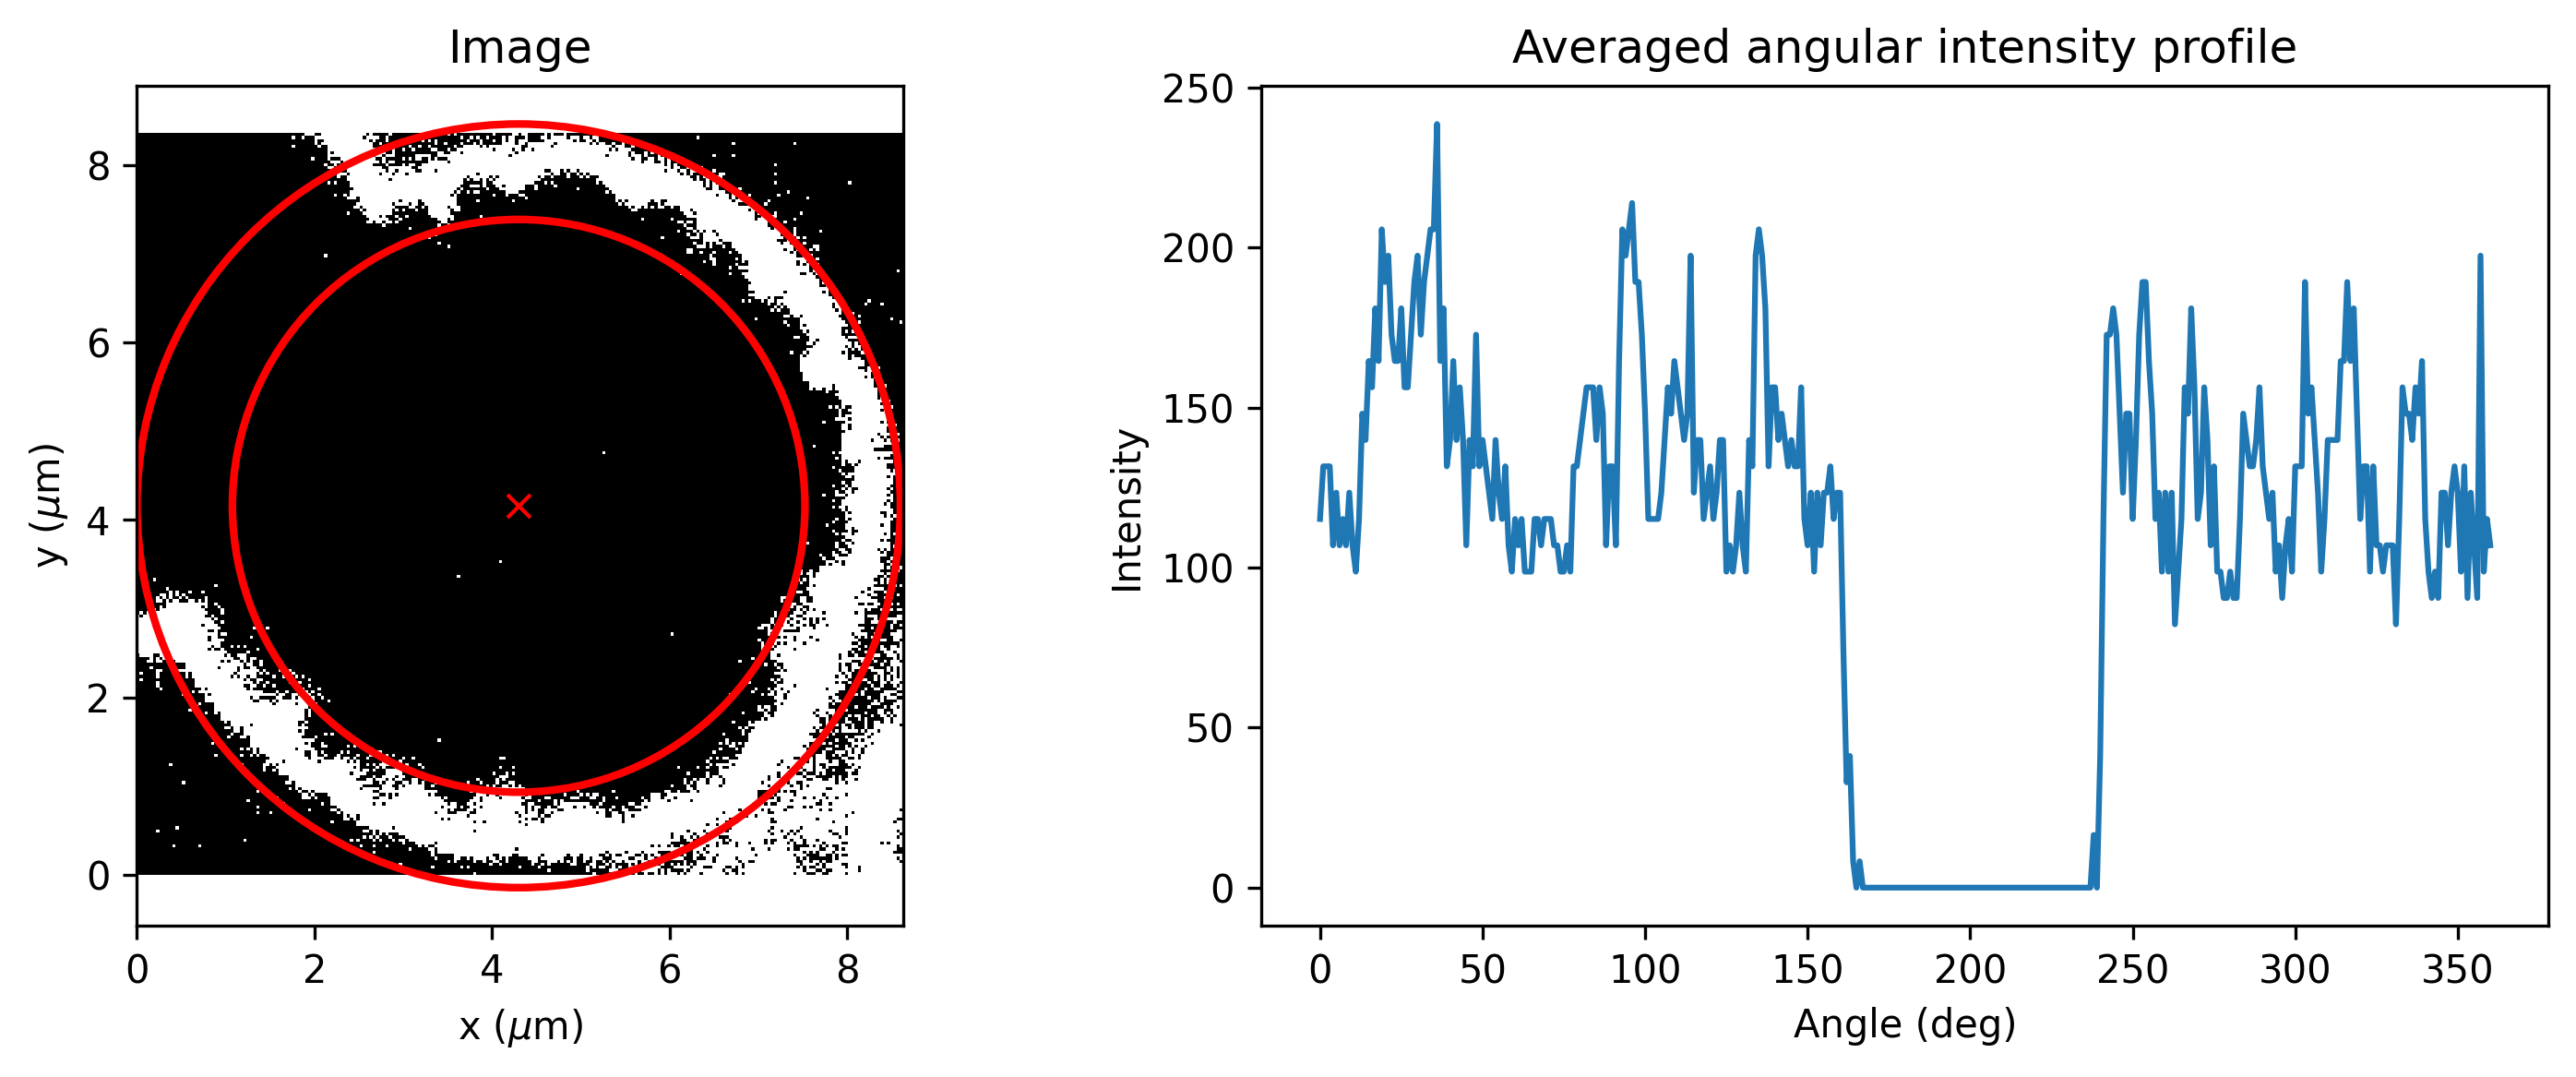 Image
8
6
4
2
0
y (μm)
0 2 4 6 8
x (μm)
Averaged angular intensity profile
250
200
150
100
50
0
Intensity
0 50 100 150 200 250 300 350
Angle (deg)